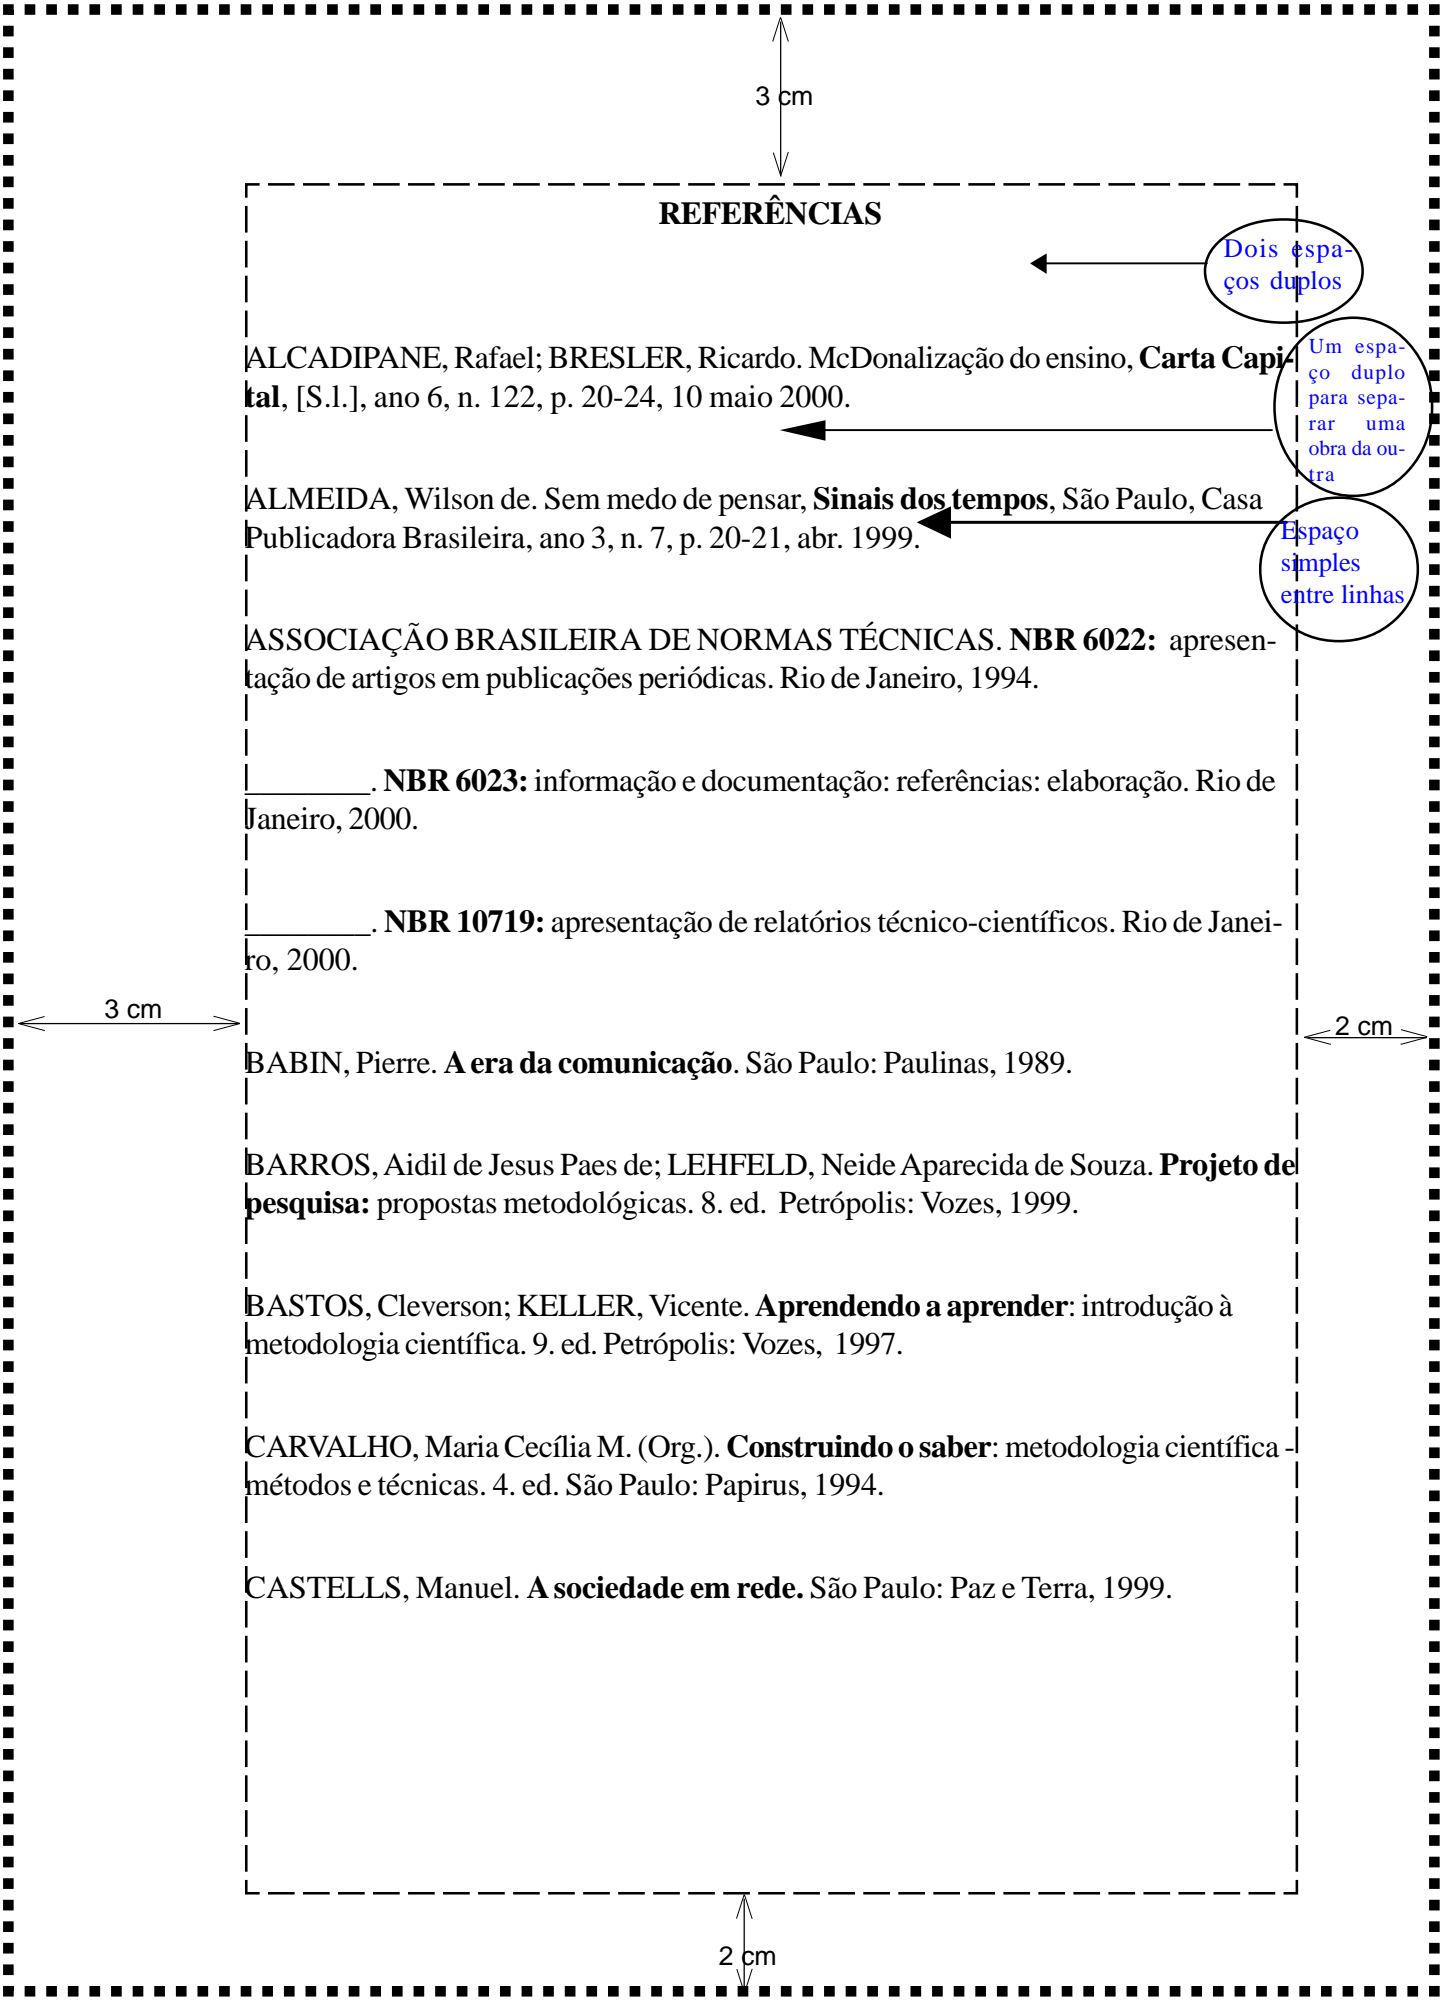 3 cm
REFERÊNCIAS
Dois espa-
ços duplos
ALCADIPANE, Rafael; BRESLER, Ricardo. McDonalização do ensino, Carta Capi-
tal, [S.l.], ano 6, n. 122, p. 20-24, 10 maio 2000.
Um espa-
ço duplo
para sepa-
rar uma
obra da ou-
tra
ALMEIDA, Wilson de. Sem medo de pensar, Sinais dos tempos, São Paulo, Casa
Publicadora Brasileira, ano 3, n. 7, p. 20-21, abr. 1999.
Espaço
simples
entre linhas
ASSOCIAÇÃO BRASILEIRA DE NORMAS TÉCNICAS. NBR 6022: apresen-
tação de artigos em publicações periódicas. Rio de Janeiro, 1994.
________. NBR 6023: informação e documentação: referências: elaboração. Rio de
Janeiro, 2000.
________. NBR 10719: apresentação de relatórios técnico-científicos. Rio de Janei-
ro, 2000.
3 cm
2 cm
BABIN, Pierre. A era da comunicação. São Paulo: Paulinas, 1989.
BARROS, Aidil de Jesus Paes de; LEHFELD, Neide Aparecida de Souza. Projeto de
pesquisa: propostas metodológicas. 8. ed. Petrópolis: Vozes, 1999.
BASTOS, Cleverson; KELLER, Vicente. Aprendendo a aprender: introdução à
metodologia científica. 9. ed. Petrópolis: Vozes, 1997.
CARVALHO, Maria Cecília M. (Org.). Construindo o saber: metodologia científica -
métodos e técnicas. 4. ed. São Paulo: Papirus, 1994.
CASTELLS, Manuel. A sociedade em rede. São Paulo: Paz e Terra, 1999.
2 cm